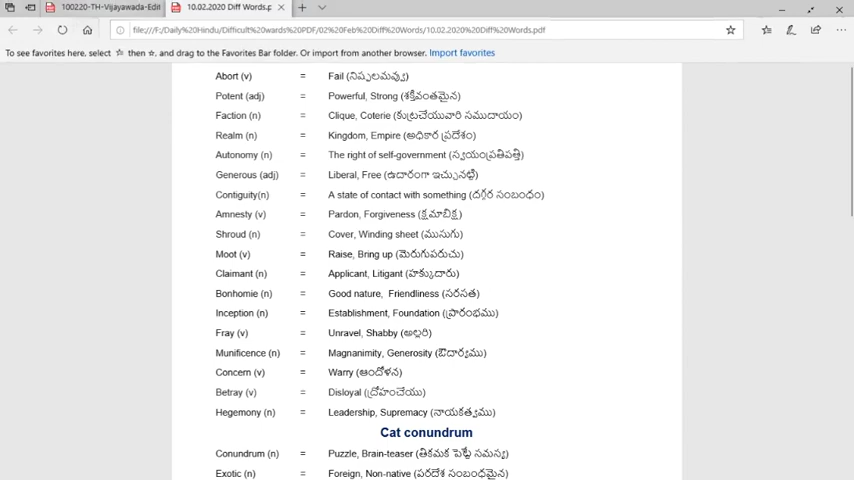 100220-TH-Vijayawada-Edit
10.02.2020 Diff Words.p
file:///F:/Daily%20Hindu/Difficult%20wards%20PDF/02%20Feb%20Diff%20Words/10.02.2020%20Diff%20Words.pdf
To see favorites here, select then, and drag to the Favorites Bar folder. Or import from another browser. Import favorites
Abort (v) = Fail (నిష్ఫలమవ్వు)
Potent (adj) = Powerful, Strong (శక్తివంతమైన)
Faction (n) = Clique, Coterie (కుట్రచేయువారి సముదాయం)
Realm (n) = Kingdom, Empire (అధికార ప్రదేశం)
Autonomy (n) = The right of self-government (స్వయంప్రతిపత్తి)
Generous (adj) = Liberal, Free (ఉదారంగా ఇచ్చునట్టి)
Contiguity(n) = A state of contact with something (దగ్గర సంబంధం)
Amnesty (v) = Pardon, Forgiveness (క్షమాబిక్ష)
Shroud (n) = Cover, Winding sheet (ముసుగు)
Moot (v) = Raise, Bring up (మెరుగుపరుచు)
Claimant (n) = Applicant, Litigant (హక్కుదారు)
Bonhomie (n) = Good nature, Friendliness (సరసత)
Inception (n) = Establishment, Foundation (ప్రారంభము)
Fray (v) = Unravel, Shabby (అల్లరి)
Munificence (n) = Magnanimity, Generosity (ఔదార్యము)
Concern (v) = Warry (ఆందోళన)
Betray (v) = Disloyal (ద్రోహంచేయు)
Hegemony (n) = Leadership, Supremacy (నాయకత్వము)
Cat conundrum
Conundrum (n) = Puzzle, Brain-teaser (తికమక పెట్టే సమస్య)
Exotic (n) = Foreign, Non-native (పరదేశ సంబంధమైన)